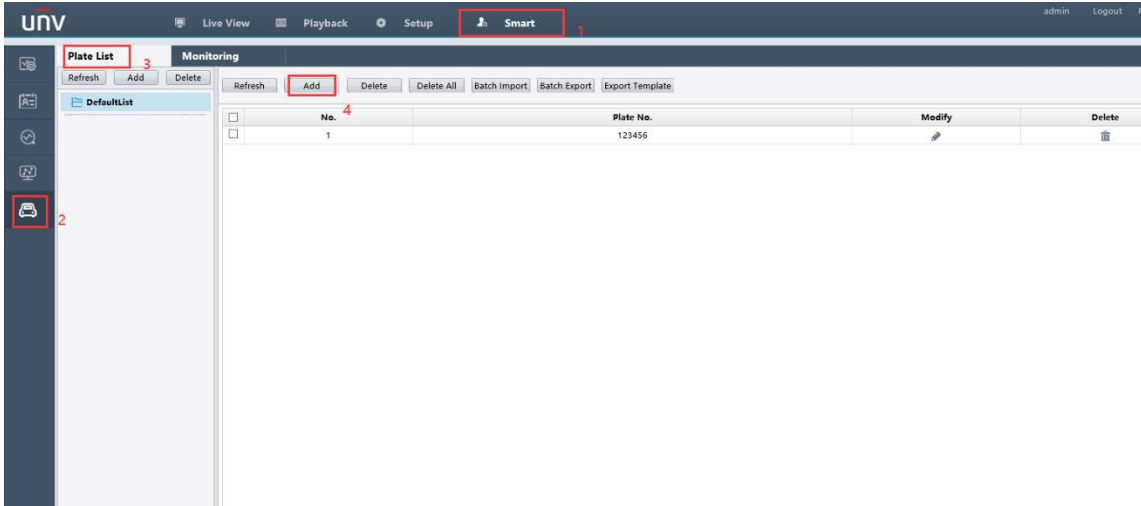 unv Live View Playback Setup Smart 1 admin Logout
Plate List 3 Monitoring
Refresh Add Delete
Refresh Add Delete Delete All Batch Import Batch Export Export Template
DefaultList
4
No. Plate No. Modify Delete
1 123456
2